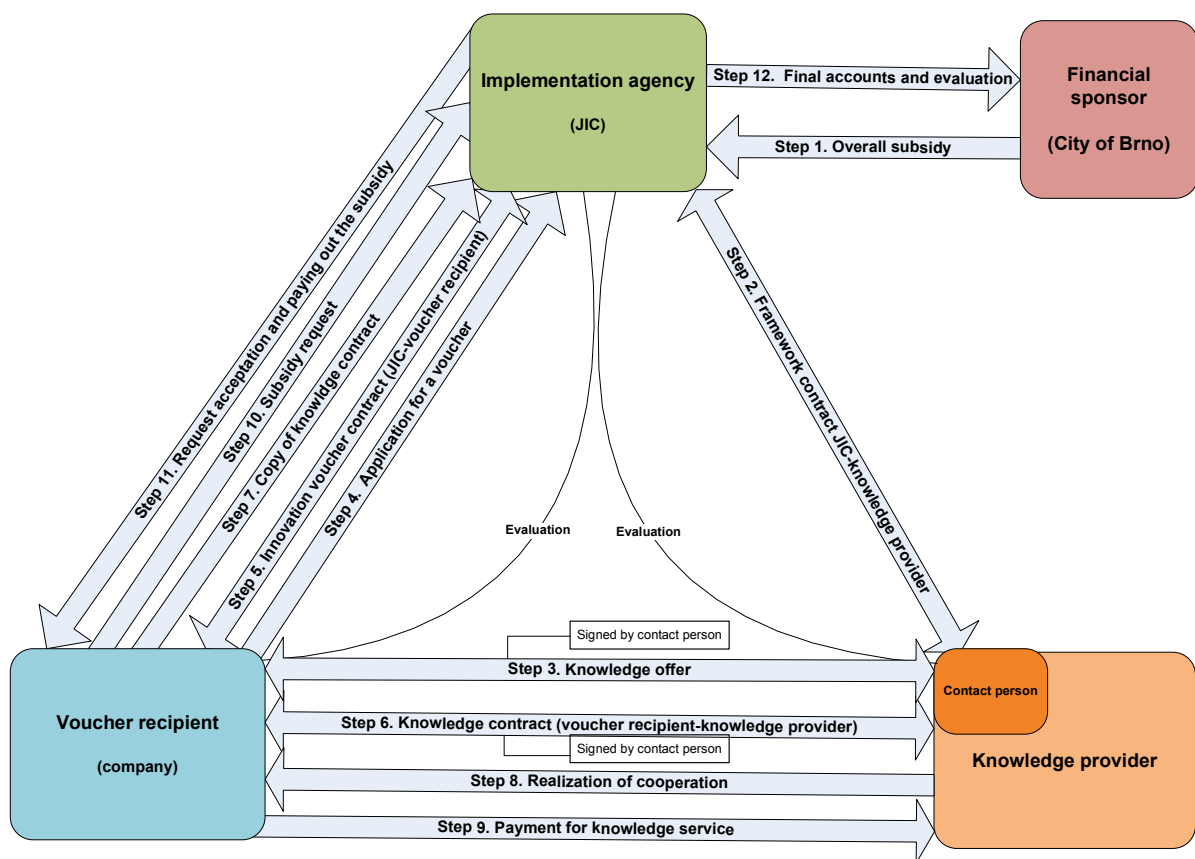 Implementation agency
(JIC)
Financial
sponsor
(City of Brno)
Step 12.  Final accounts and evaluation
Step 1. Overall subsidy
Step 11. Request acceptation and paying out the subsidy
Step 10. Subsidy request
Step 7. Copy of knowldge contract
Step 5. Innovation voucher contract (JIC-voucher recipient)
Step 4. Application for a voucher
Step 2. Framework contract JIC-knowledge provider
Evaluation
Evaluation
Signed by contact person
Step 3. Knowledge offer
Step 6. Knowledge contract (voucher recipient-knowledge provider)
Signed by contact person
Step 8. Realization of cooperation
Step 9. Payment for knowledge service
Voucher recipient
(company)
Contact person
Knowledge provider